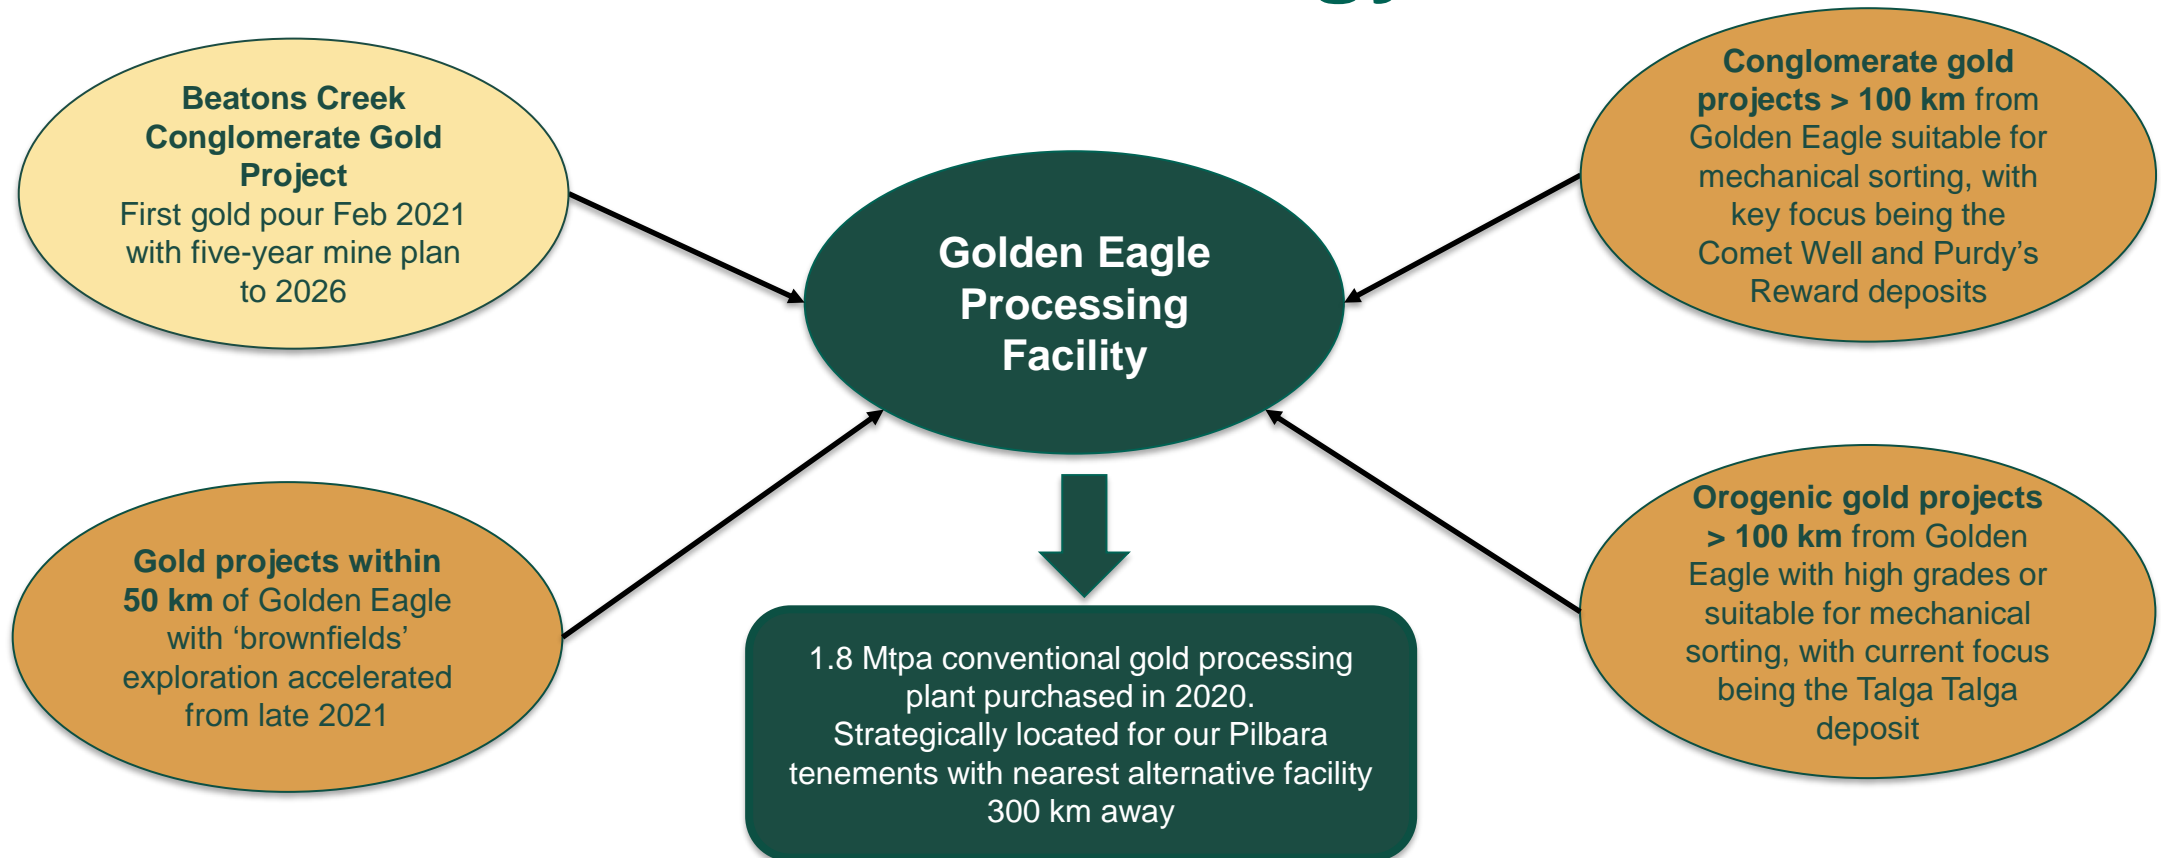 Beatons Creek
Conglomerate Gold
Project
First gold pour Feb 2021
with five-year mine plan
to 2026
Conglomerate gold
projects > 100 km from
Golden Eagle suitable for
mechanical sorting, with
key focus being the
Comet Well and Purdy’s
Reward deposits
Golden Eagle
Processing
Facility
Gold projects within
50 km of Golden Eagle
with ‘brownfields’
exploration accelerated
from late 2021
Orogenic gold projects
> 100 km from Golden
Eagle with high grades or
suitable for mechanical
sorting, with current focus
being the Talga Talga
deposit
1.8 Mtpa conventional gold processing
plant purchased in 2020.
Strategically located for our Pilbara
tenements with nearest alternative facility
300 km away